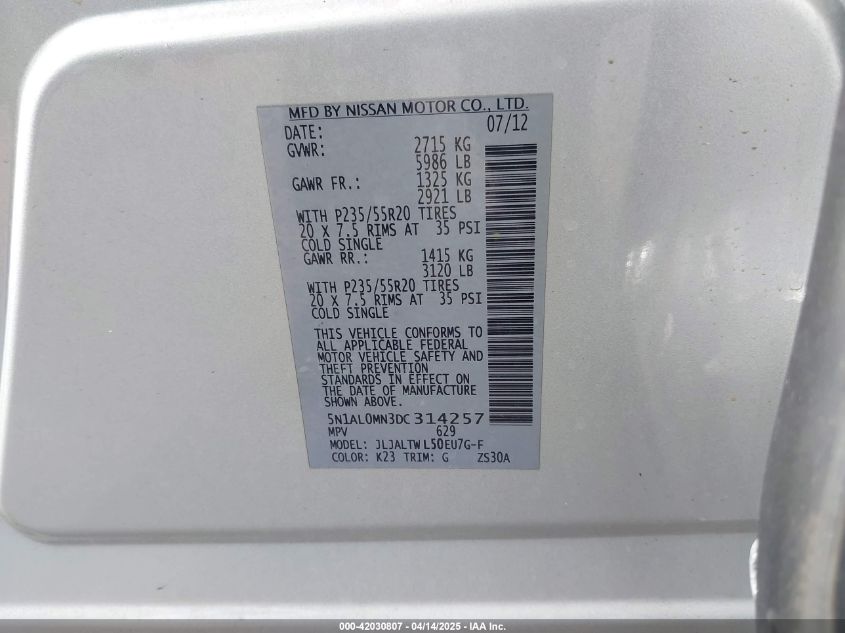 MFD BY NISSAN MOTOR CO., LTD.
DATE: 07/12
GVWR: 2715 KG
5986 LB
GAWR FR.: 1325 KG
2921 LB
WITH P235/55R20 TIRES
20 X 7.5 RIMS AT 35 PSI
COLD SINGLE
GAWR RR.: 1415 KG
3120 LB
WITH P235/55R20 TIRES
20 X 7.5 RIMS AT 35 PSI
COLD SINGLE
THIS VEHICLE CONFORMS TO
ALL APPLICABLE FEDERAL
MOTOR VEHICLE SAFETY AND
THEFT PREVENTION
STANDARDS IN EFFECT ON
THE DATE OF MANUFACTURE
SHOWN ABOVE.
5N1AL0MN3DC314257
MPV 629
MODEL: JLJALTWL50EU7G-F
COLOR: K23 TRIM: G ZS30A
000-42030807 - 04/14/2025 - IAA Inc.